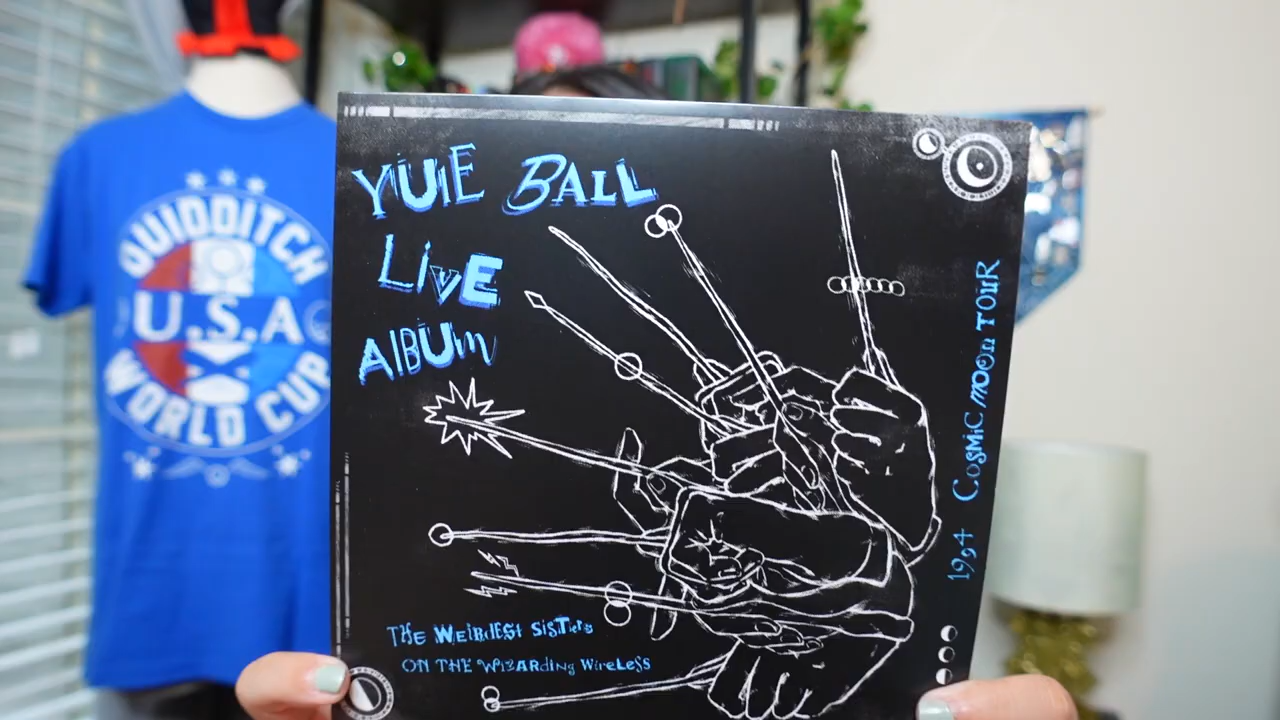 YULE BALL
LIVE
ALBUM
THE WEIRDEST SISTERS
ON THE WIZARDING WIRELESS
1994 COSMIC MOON TOUR
QUIDDITCH
U.S.A
WORLD CUP